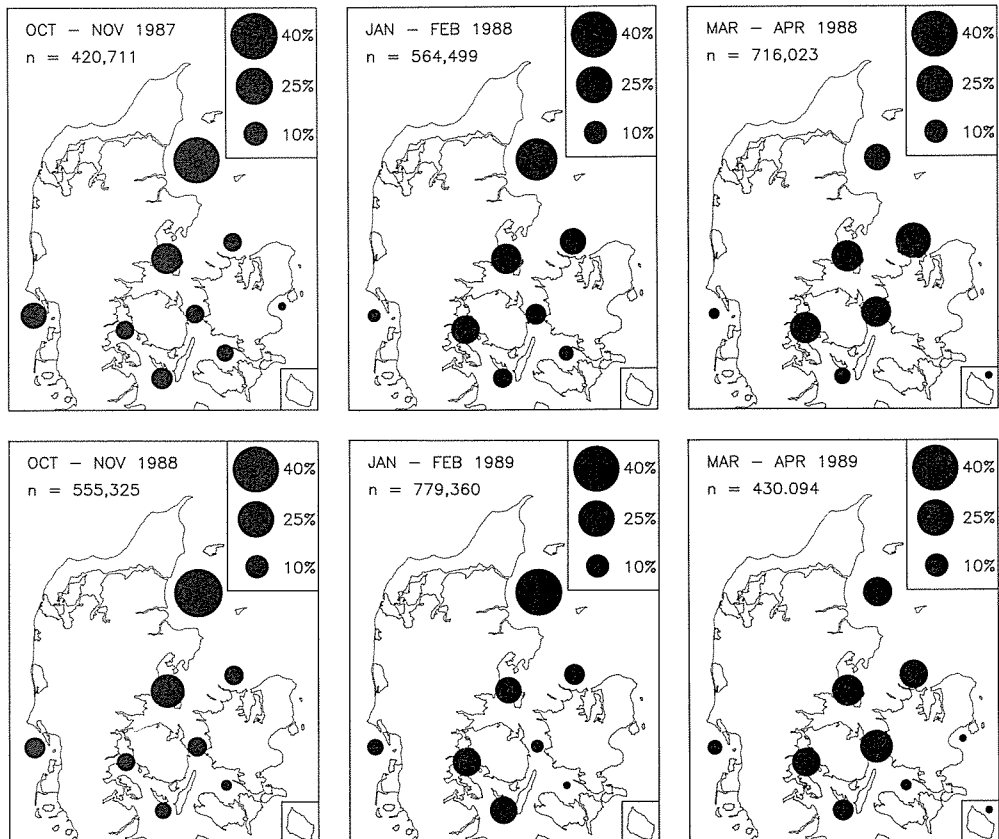 OCT – NOV 1987
n = 420,711
40%
25%
10%
JAN – FEB 1988
n = 564,499
40%
25%
10%
MAR – APR 1988
n = 716,023
40%
25%
10%
OCT – NOV 1988
n = 555,325
40%
25%
10%
JAN – FEB 1989
n = 779,360
40%
25%
10%
MAR – APR 1989
n = 430.094
40%
25%
10%